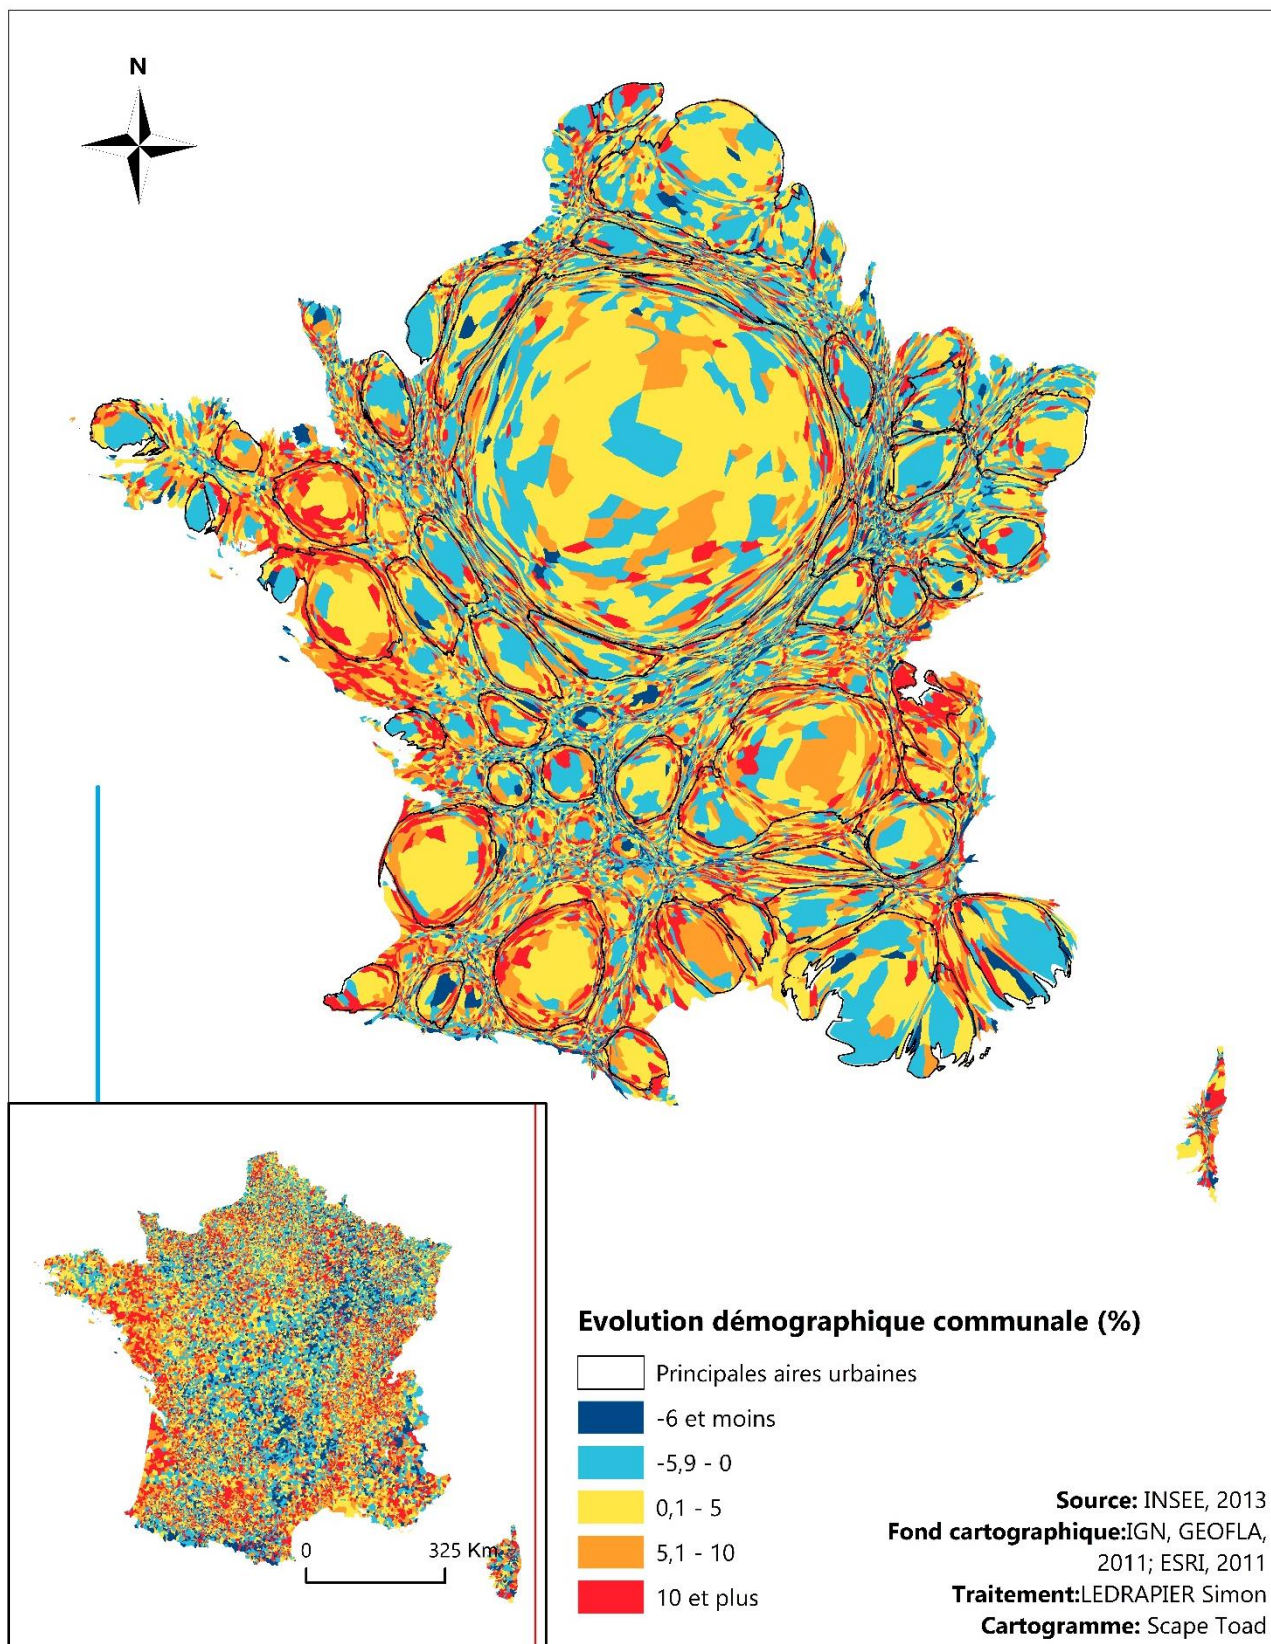 N
0 325 Km
Evolution démographique communale (%)
Principales aires urbaines
-6 et moins
-5,9 - 0
0,1 - 5
5,1 - 10
10 et plus
Source: INSEE, 2013
Fond cartographique:IGN, GEOFLA,
2011; ESRI, 2011
Traitement:LEDRAPIER Simon
Cartogramme: Scape Toad